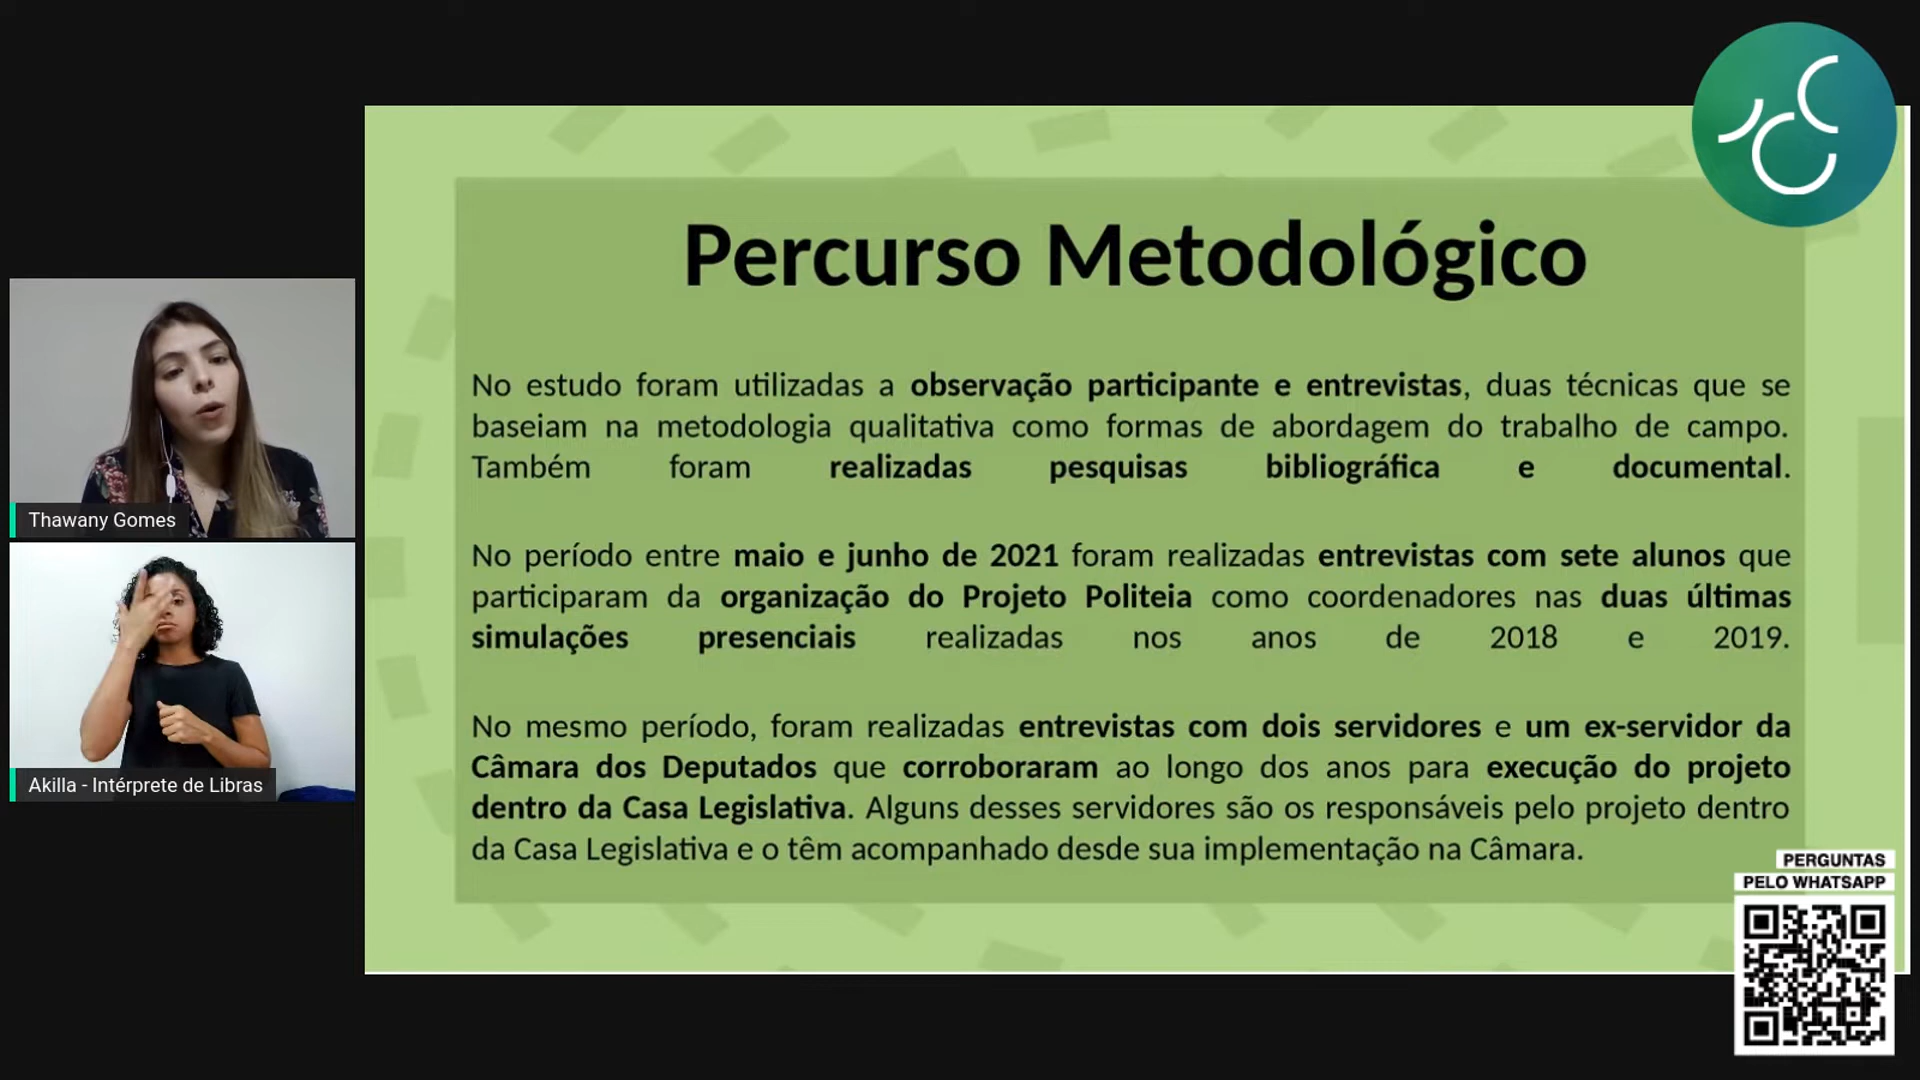 Percurso Metodológico
No estudo foram utilizadas a observação participante e entrevistas, duas técnicas que se
baseiam na metodologia qualitativa como formas de abordagem do trabalho de campo.
Também foram realizadas pesquisas bibliográfica e documental.
No período entre maio e junho de 2021 foram realizadas entrevistas com sete alunos que
participaram da organização do Projeto Politeia como coordenadores nas duas últimas
simulações presenciais realizadas nos anos de 2018 e 2019.
No mesmo período, foram realizadas entrevistas com dois servidores e um ex-servidor da
Câmara dos Deputados que corroboraram ao longo dos anos para execução do projeto
dentro da Casa Legislativa. Alguns desses servidores são os responsáveis pelo projeto dentro
da Casa Legislativa e o têm acompanhado desde sua implementação na Câmara.
Thawany Gomes
Akilla - Intérprete de Libras
PERGUNTAS
PELO WHATSAPP